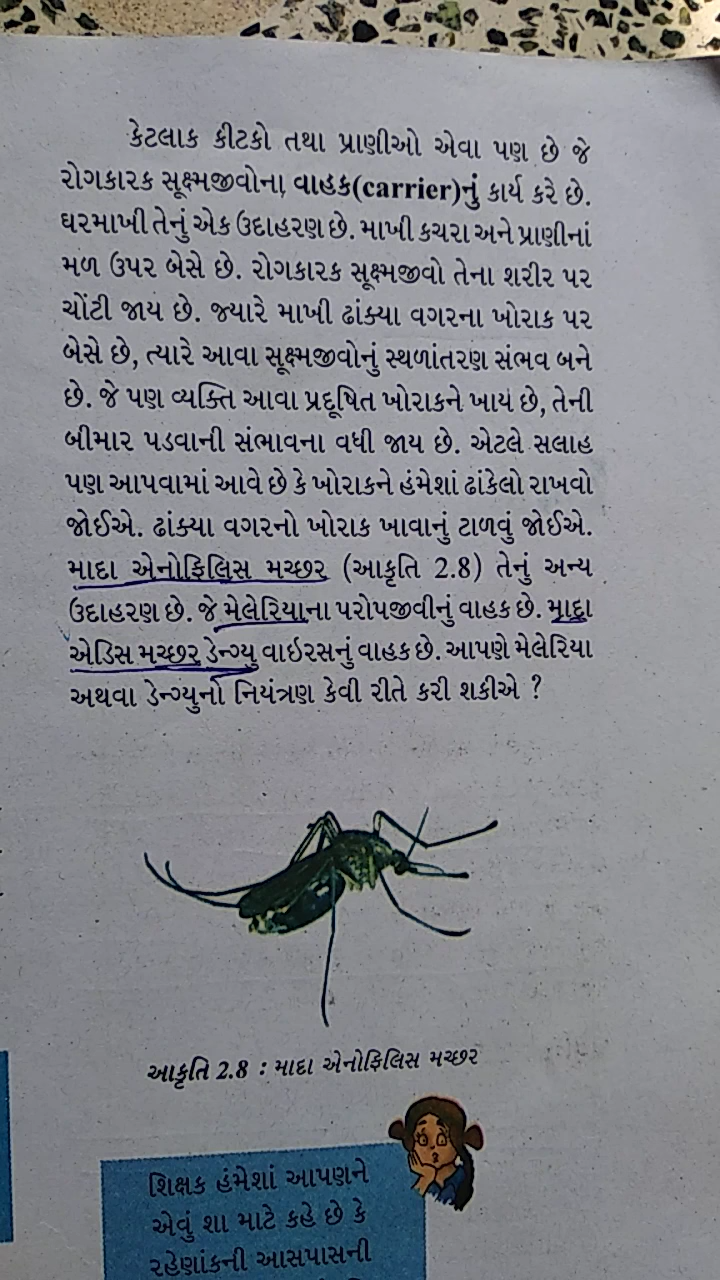 કેટલાક કીટકો તથા પ્રાણીઓ એવા પણ છે જે
રોગકારક સૂક્ષ્મજીવોના વાહક(carrier)નું કાર્ય કરે છે.
ઘરમાખી તેનું એક ઉદાહરણ છે. માખી કચરા અને પ્રાણીનાં
મળ ઉપર બેસે છે. રોગકારક સૂક્ષ્મજીવો તેના શરીર પર
ચોંટી જાય છે. જ્યારે માખી ઢાંક્યા વગરના ખોરાક પર
બેસે છે, ત્યારે આવા સૂક્ષ્મજીવોનું સ્થળાંતરણ સંભવ બને
છે. જે પણ વ્યક્તિ આવા પ્રદૂષિત ખોરાકને ખાય છે, તેની
બીમાર પડવાની સંભાવના વધી જાય છે. એટલે સલાહ
પણ આપવામાં આવે છે કે ખોરાકને હંમેશાં ઢાંકેલો રાખવો
જોઈએ. ઢાંક્યા વગરનો ખોરાક ખાવાનું ટાળવું જોઈએ.
માદા એનોફિલિસ મચ્છર (આકૃતિ 2.8) તેનું અન્ય
ઉદાહરણ છે. જે મેલેરિયાના પરોપજીવીનું વાહક છે. માદા
એડિસ મચ્છર ડેન્ગ્યુ વાઇરસનું વાહક છે. આપણે મેલેરિયા
અથવા ડેન્ગ્યુનો નિયંત્રણ કેવી રીતે કરી શકીએ ?
આકૃતિ 2.8 : માદા એનોફિલિસ મચ્છર
શિક્ષક હંમેશાં આપણને
એવું શા માટે કહે છે કે
રહેણાંકની આસપાસની